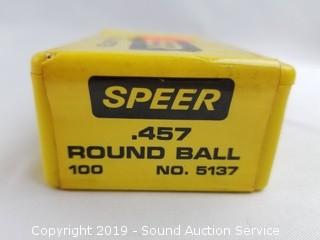 SPEER
.457
ROUND BALL
100 NO. 5137
Copyright 2019 - Sound Auction Service